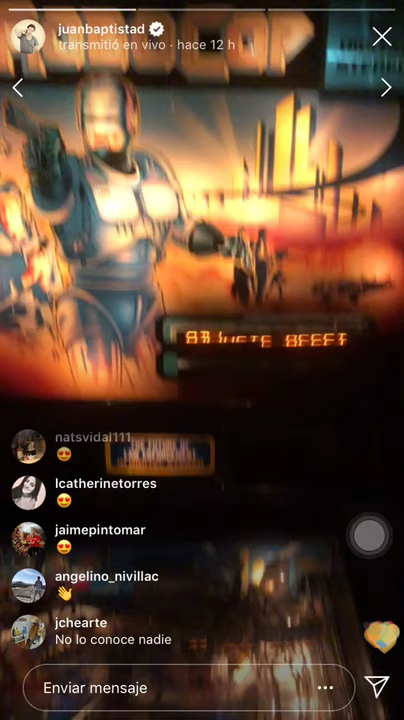 juanbaptistad
transmitió en vivo · hace 12 h
natsvidal111
lcatherinetorres
jaimepintomar
angelino_nivillac
jchearte
No lo conoce nadie
Enviar mensaje